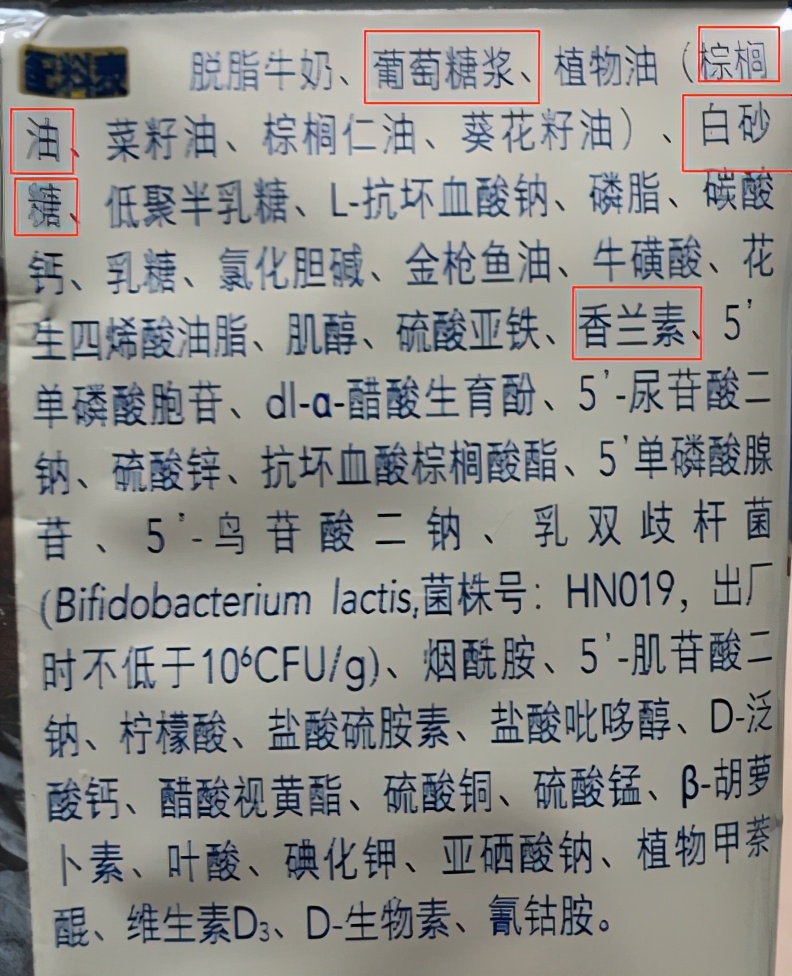 配料表 脱脂牛奶、葡萄糖浆、植物油（棕榈
油、菜籽油、棕榈仁油、葵花籽油）、白砂
糖、低聚半乳糖、L-抗坏血酸钠、磷脂、碳酸
钙、乳糖、氯化胆碱、金枪鱼油、牛磺酸、花
生四烯酸油脂、肌醇、硫酸亚铁、香兰素、5'
单磷酸胞苷、dl-α-醋酸生育酚、5'-尿苷酸二
钠、硫酸锌、抗坏血酸棕榈酸酯、5'单磷酸腺
苷、5'-鸟苷酸二钠、乳双歧杆菌
(Bifidobacterium lactis,菌株号：HN019，出厂
时不低于10⁶CFU/g)、烟酰胺、5'-肌苷酸二
钠、柠檬酸、盐酸硫胺素、盐酸吡哆醇、D-泛
酸钙、醋酸视黄酯、硫酸铜、硫酸锰、β-胡萝
卜素、叶酸、碘化钾、亚硒酸钠、植物甲萘
醌、维生素D₃、D-生物素、氰钴胺。